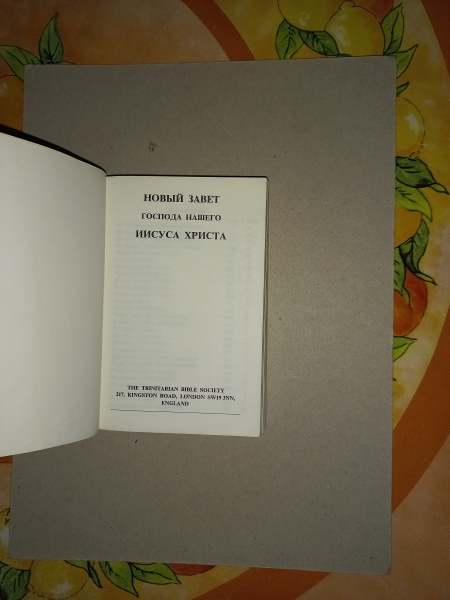 НОВЫЙ ЗАВЕТ
ГОСПОДА НАШЕГО
ИИСУСА ХРИСТА
THE TRINITARIAN BIBLE SOCIETY
217, KINGSTON ROAD, LONDON SW19 3NN,
ENGLAND